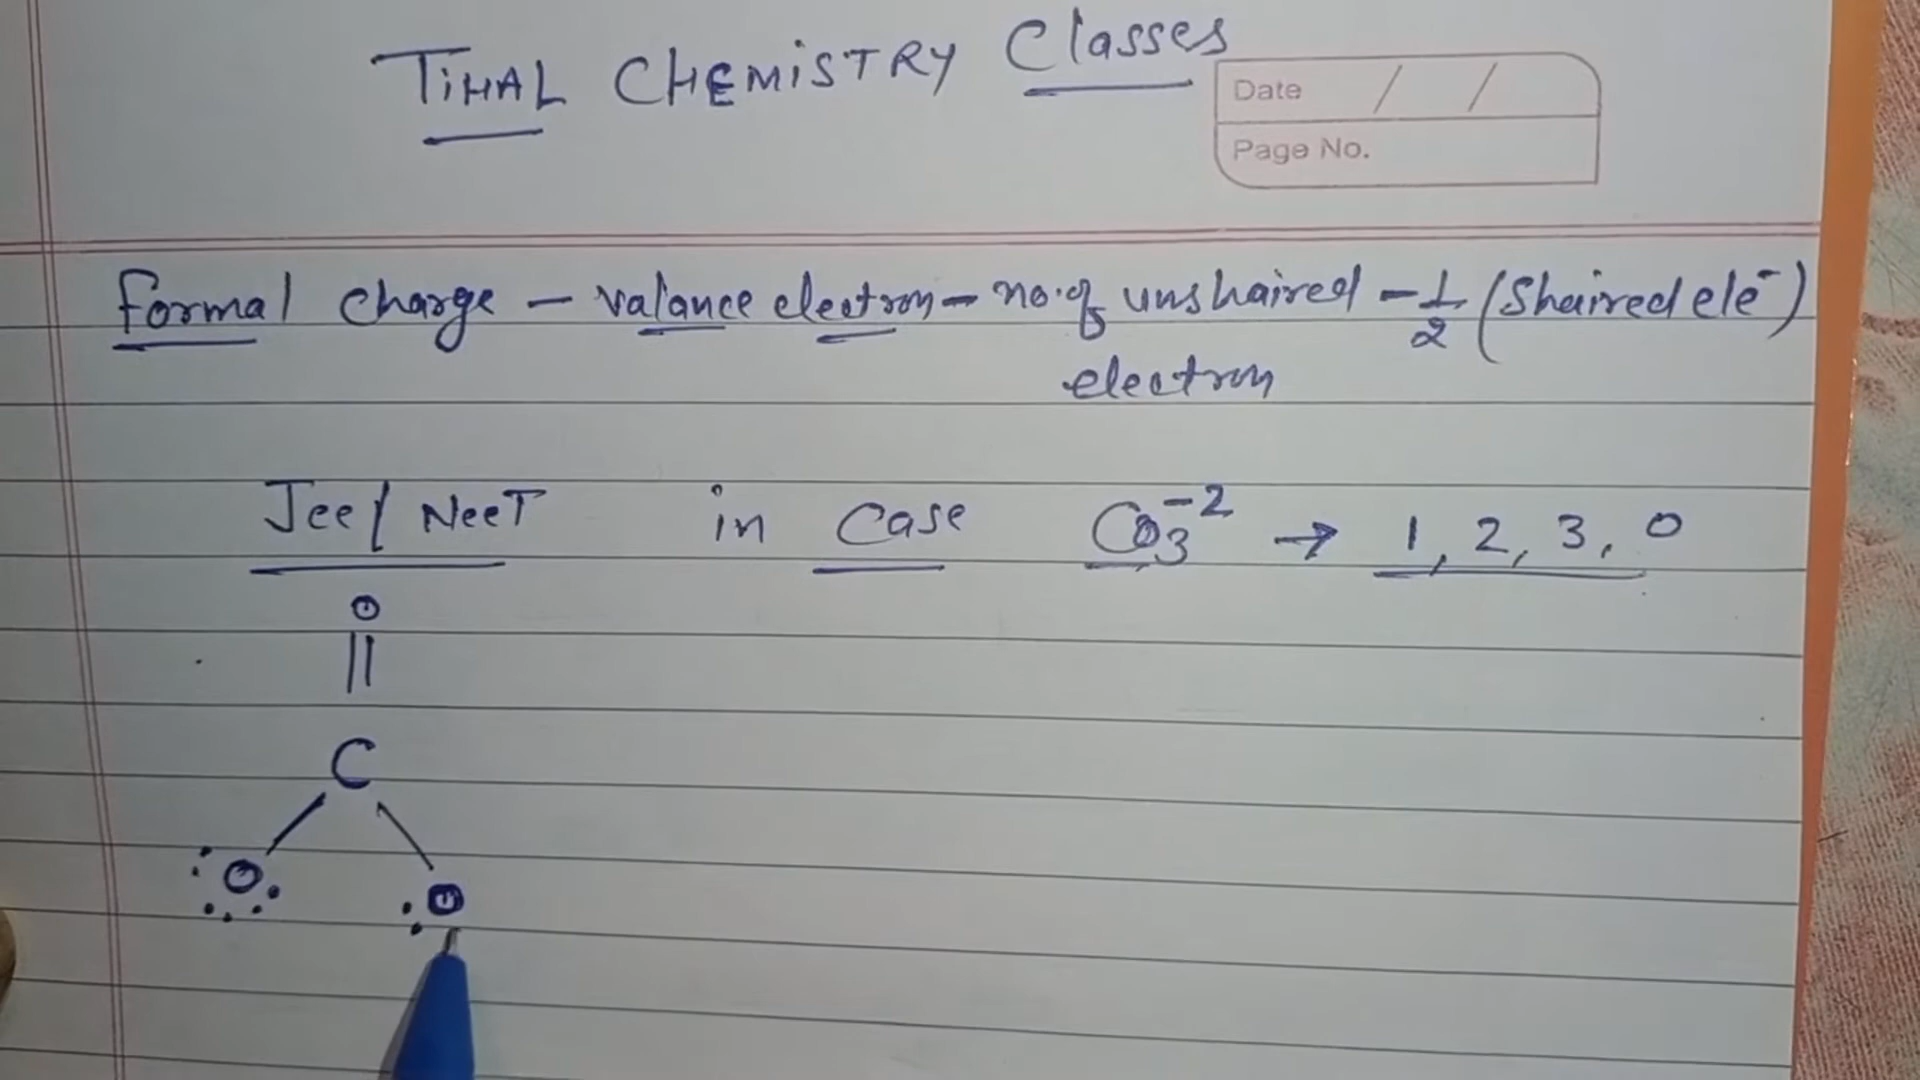 TiHAL CHEMiSTRY Classes
Date / /
Page No.
formal charge - valance electron - no. of unshaired - 1/2 (Shaired ele⁻)
electron
Jee/ NeeT in Case CO₃⁻² → 1, 2, 3, 0
O
||
C
O O